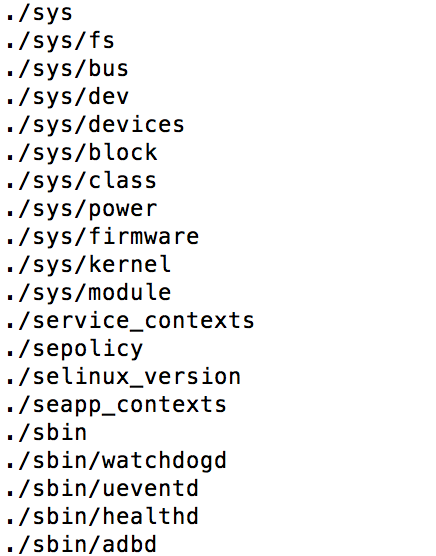 ./sys
./sys/fs
./sys/bus
./sys/dev
./sys/devices
./sys/block
./sys/class
./sys/power
./sys/firmware
./sys/kernel
./sys/module
./service_contexts
./sepolicy
./selinux_version
./seapp_contexts
./sbin
./sbin/watchdogd
./sbin/ueventd
./sbin/healthd
./sbin/adbd